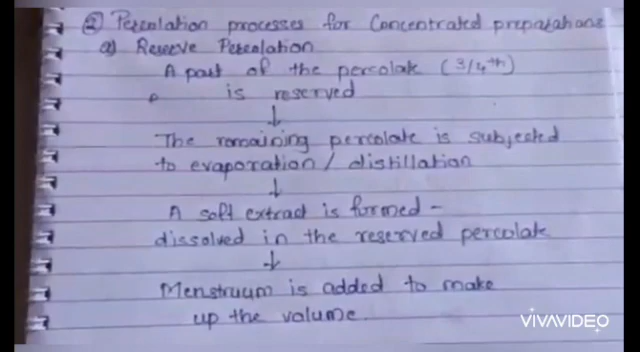 ② Percolation processes for Concentrated preparations
a) Reserve Percolation
A part of the percolate (3/4th)
is reserved
↓
The remaining percolate is subjected
to evaporation / distillation
↓
A soft extract is formed -
dissolved in the reserved percolate
↓
Menstruum is added to make
up the volume.
VIVAVIDEO